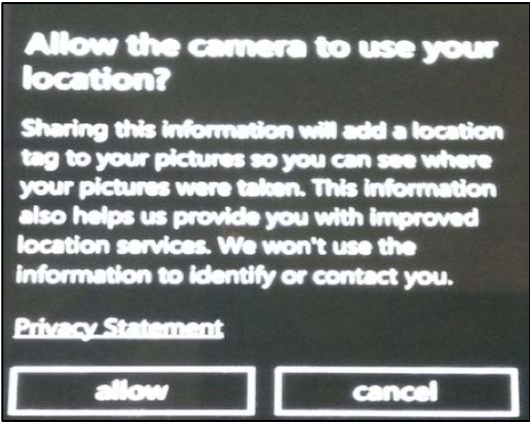 Allow the camera to use your
location?
Sharing this information will add a location
tag to your pictures so you can see where
your pictures were taken. This information
also helps us provide you with improved
location services. We won't use the
information to identify or contact you.
Privacy Statement
allow
cancel